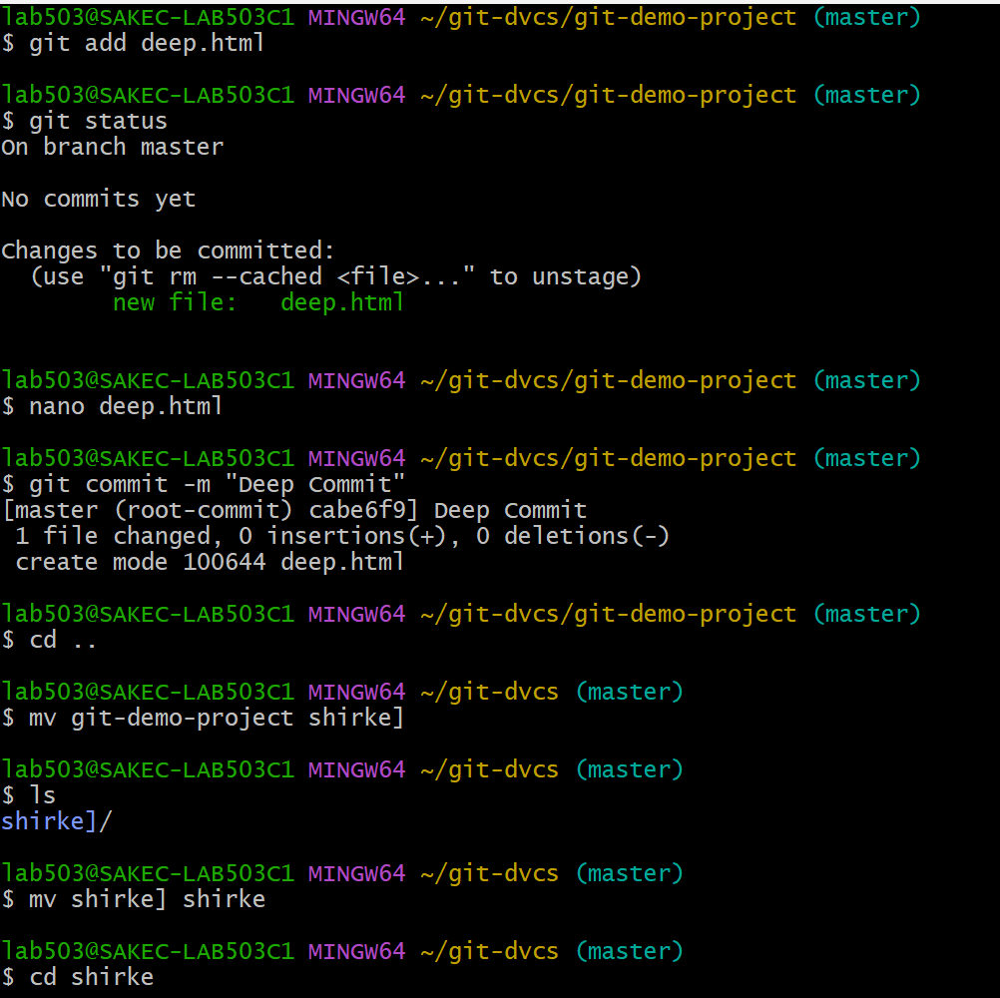 lab503@SAKEC-LAB503C1 MINGW64 ~/git-dvcs/git-demo-project (master)
$ git add deep.html

lab503@SAKEC-LAB503C1 MINGW64 ~/git-dvcs/git-demo-project (master)
$ git status
On branch master

No commits yet

Changes to be committed:
  (use "git rm --cached <file>..." to unstage)
        new file:   deep.html


lab503@SAKEC-LAB503C1 MINGW64 ~/git-dvcs/git-demo-project (master)
$ nano deep.html

lab503@SAKEC-LAB503C1 MINGW64 ~/git-dvcs/git-demo-project (master)
$ git commit -m "Deep Commit"
[master (root-commit) cabe6f9] Deep Commit
 1 file changed, 0 insertions(+), 0 deletions(-)
 create mode 100644 deep.html

lab503@SAKEC-LAB503C1 MINGW64 ~/git-dvcs/git-demo-project (master)
$ cd ..

lab503@SAKEC-LAB503C1 MINGW64 ~/git-dvcs (master)
$ mv git-demo-project shirke]

lab503@SAKEC-LAB503C1 MINGW64 ~/git-dvcs (master)
$ ls
shirke]/

lab503@SAKEC-LAB503C1 MINGW64 ~/git-dvcs (master)
$ mv shirke] shirke

lab503@SAKEC-LAB503C1 MINGW64 ~/git-dvcs (master)
$ cd shirke